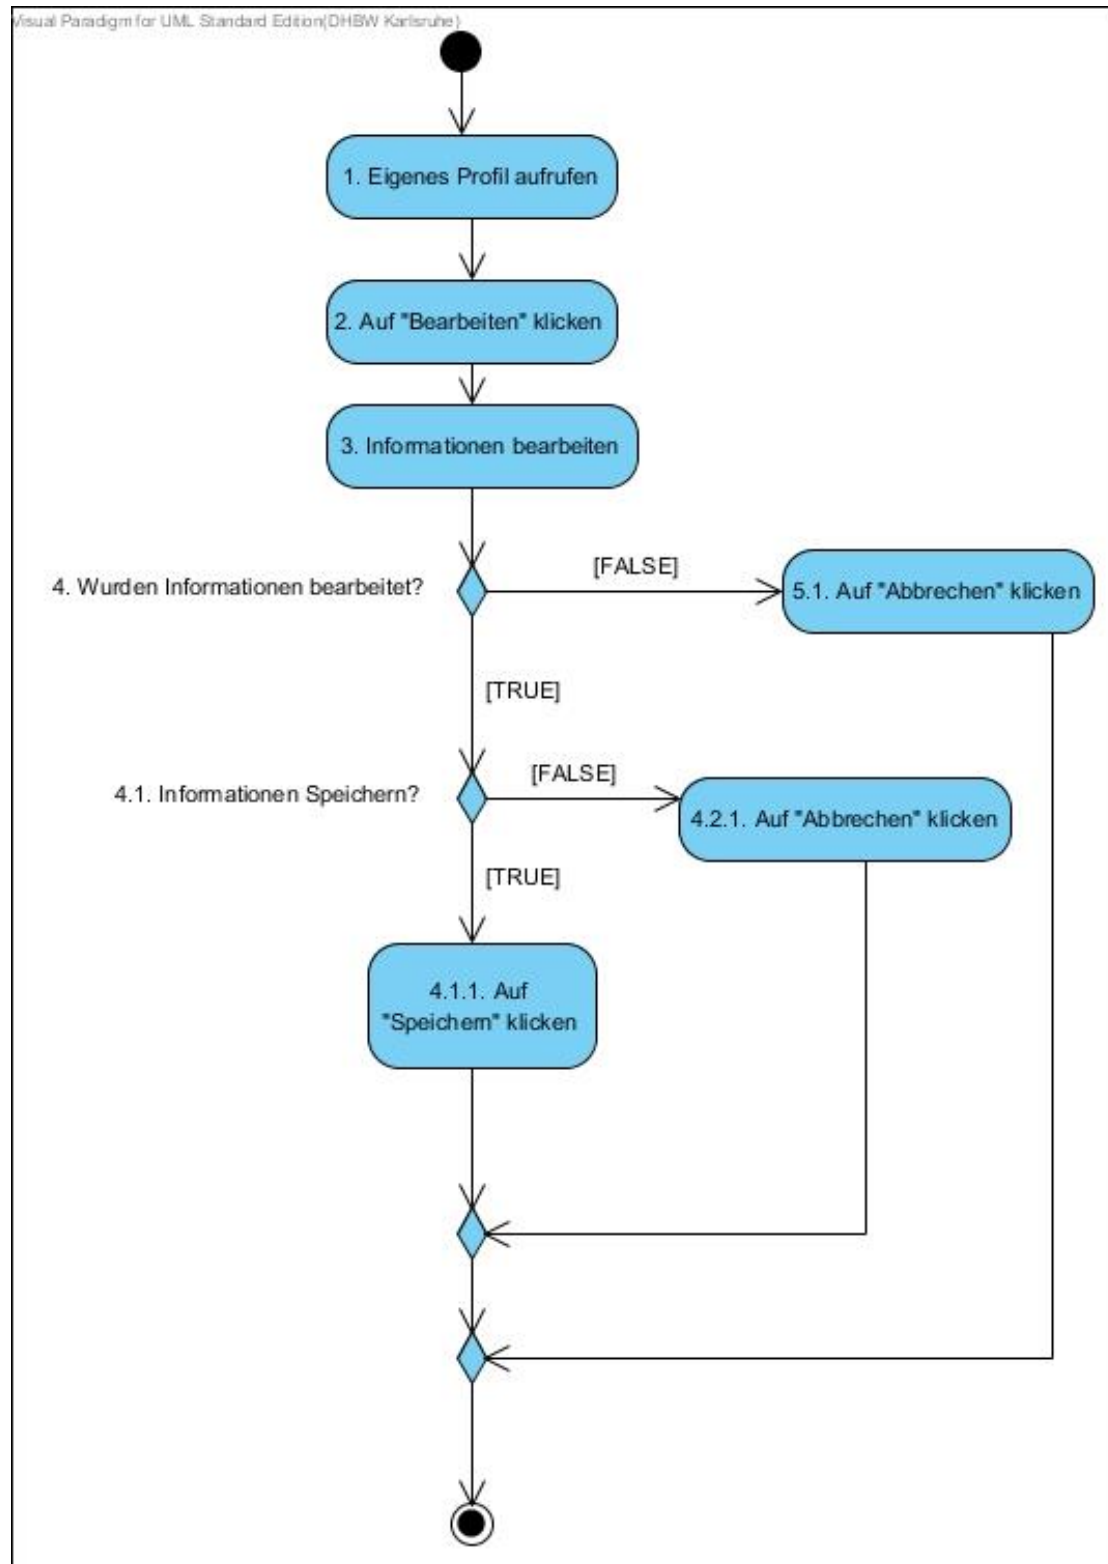 Visual Paradigm for UML Standard Edition(DHBW Karlsruhe)
1. Eigenes Profil aufrufen
2. Auf "Bearbeiten" klicken
3. Informationen bearbeiten
4. Wurden Informationen bearbeitet?
[FALSE]
5.1. Auf "Abbrechen" klicken
[TRUE]
4.1. Informationen Speichern?
[FALSE]
4.2.1. Auf "Abbrechen" klicken
[TRUE]
4.1.1. Auf
"Speichern" klicken